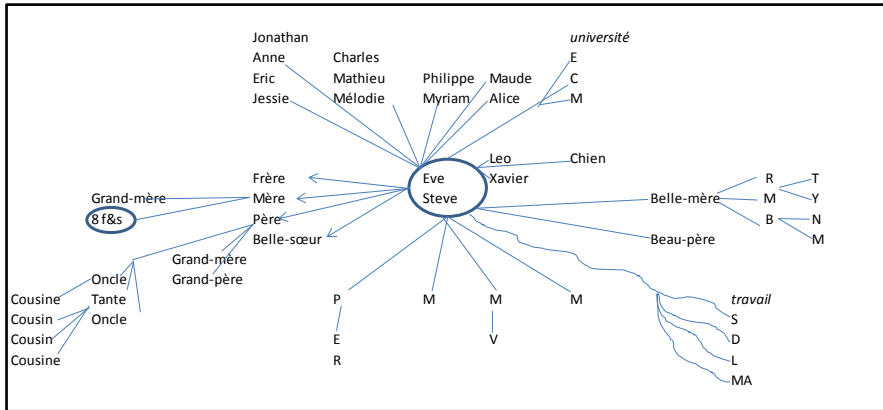 Jonathan
université
Anne Charles E
Eric Mathieu Philippe Maude C
Jessie Mélodie Myriam Alice M
Leo Chien
Frère Eve Xavier R T
Grand-mère Mère Steve Belle-mère M Y
8 f&s Père B N
Belle-sœur Beau-père M
Grand-mère
Oncle Grand-père
Cousine Tante P M M M travail
Cousin Oncle S
Cousin E V D
Cousine R L
MA